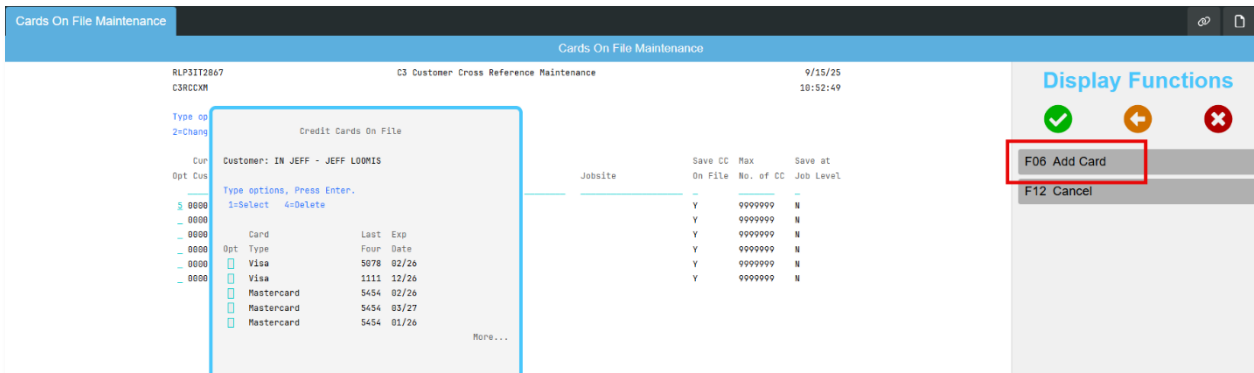 Cards On File Maintenance
Cards On File Maintenance
RLP3IT2867 C3 Customer Cross Reference Maintenance 9/15/25
C3RCCXM 10:52:49
Type op
2=Chang
Cur Save CC Max Save at
Opt Cus Jobsite On File No. of CC Job Level
5 0000 Y 9999999 N
0000 Y 9999999 N
0000 Y 9999999 N
0000 Y 9999999 N
0000 Y 9999999 N
0000 Y 9999999 N
Credit Cards On File
Customer: IN JEFF - JEFF LOOMIS
Type options, Press Enter.
1=Select 4=Delete
Card Last Exp
Opt Type Four Date
Visa 5078 02/26
Visa 1111 12/26
Mastercard 5454 02/26
Mastercard 5454 03/27
Mastercard 5454 01/26
More...
Display Functions
F06 Add Card
F12 Cancel